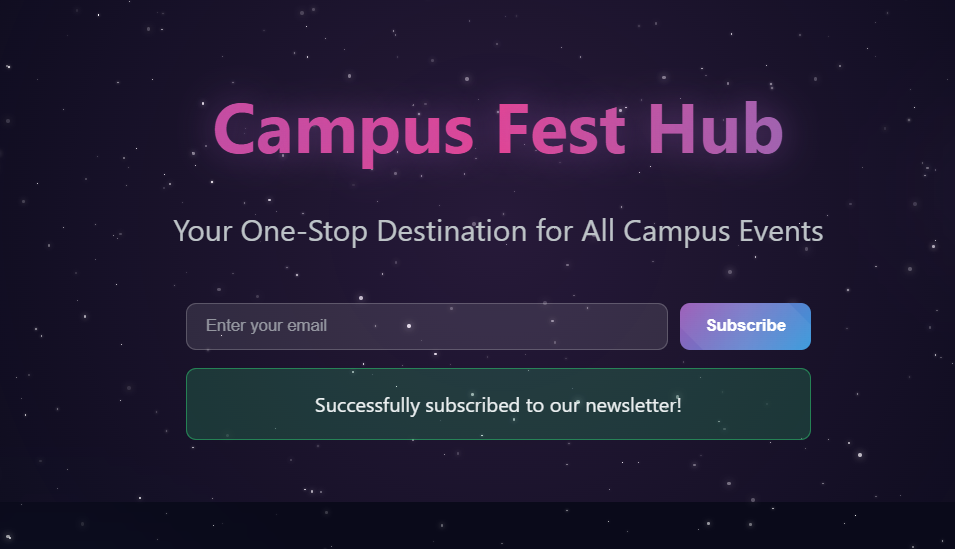 Campus Fest Hub
Your One-Stop Destination for All Campus Events
Enter your email
Subscribe
Successfully subscribed to our newsletter!